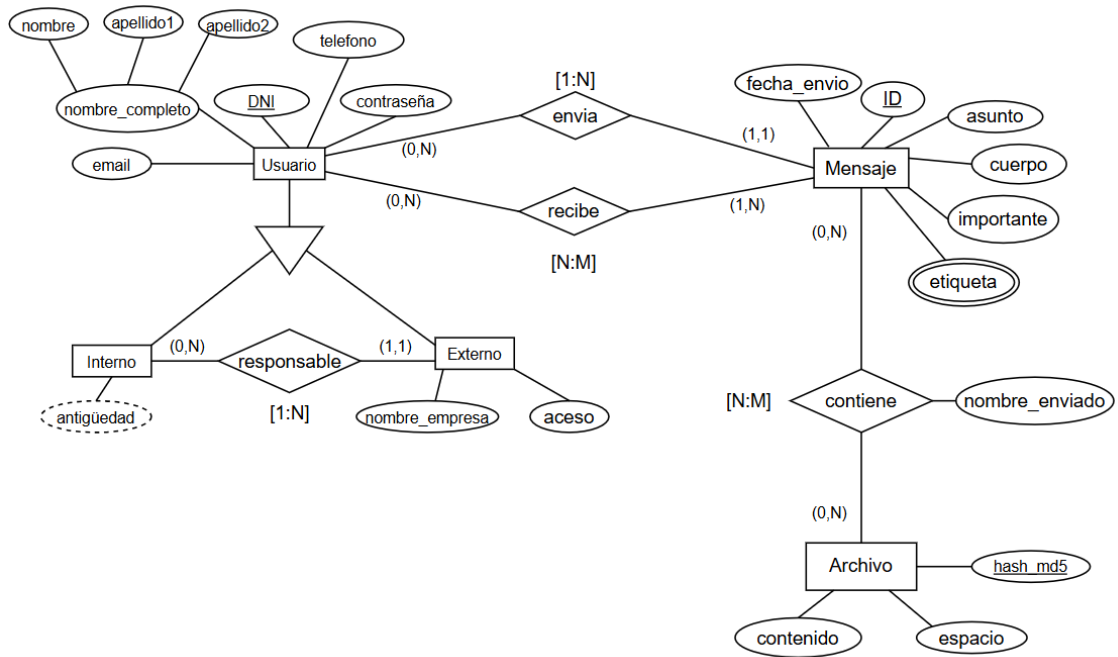 nombre
apellido1
apellido2
telefono
nombre_completo
DNI
contraseña
email
Usuario
[1:N]
envia
(0,N)
(1,1)
fecha_envio
ID
asunto
Mensaje
cuerpo
importante
etiqueta
(0,N)
recibe
(1,N)
[N:M]
(0,N)
Interno
(0,N)
responsable
(1,1)
Externo
[1:N]
antigüedad
nombre_empresa
aceso
[N:M]
contiene
nombre_enviado
(0,N)
Archivo
hash_md5
contenido
espacio